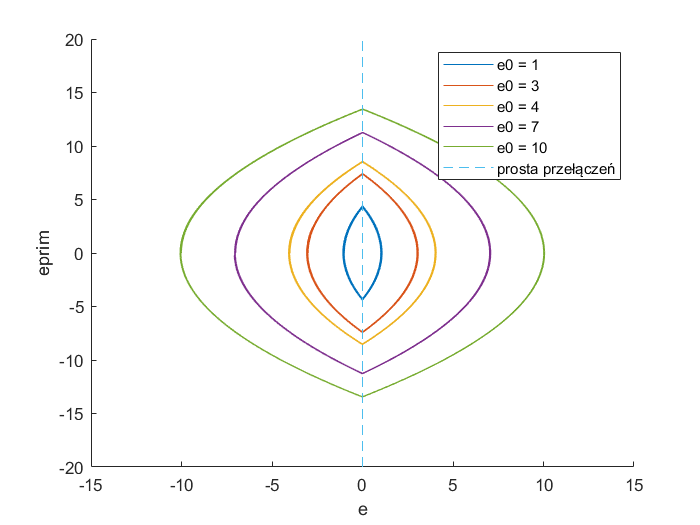 20
15
10
5
0
-5
-10
-15
-20
eprim
-15
-10
-5
0
5
10
15
e
e0 = 1
e0 = 3
e0 = 4
e0 = 7
e0 = 10
prosta przełączeń